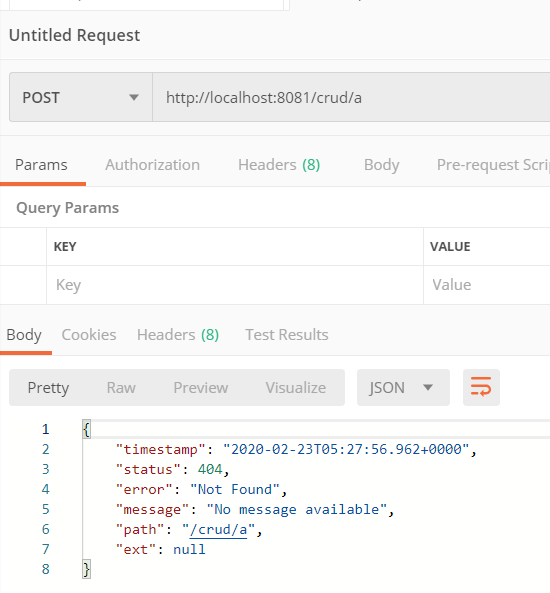 Untitled Request
POST http://localhost:8081/crud/a
Params Authorization Headers (8) Body Pre-request Scri
Query Params
KEY VALUE
Key Value
Body Cookies Headers (8) Test Results
Pretty Raw Preview Visualize JSON
1 {
2 "timestamp": "2020-02-23T05:27:56.962+0000",
3 "status": 404,
4 "error": "Not Found",
5 "message": "No message available",
6 "path": "/crud/a",
7 "ext": null
8 }